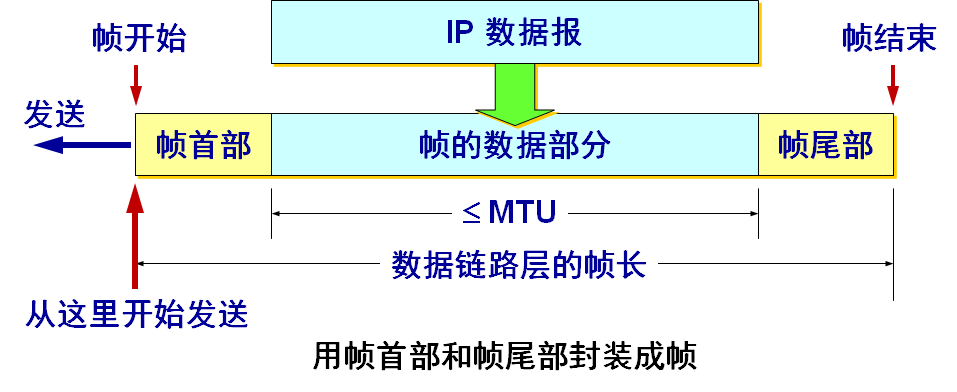 IP 数据报
帧开始
帧结束
发送
帧首部
帧的数据部分
帧尾部
≤ MTU
数据链路层的帧长
从这里开始发送
用帧首部和帧尾部封装成帧